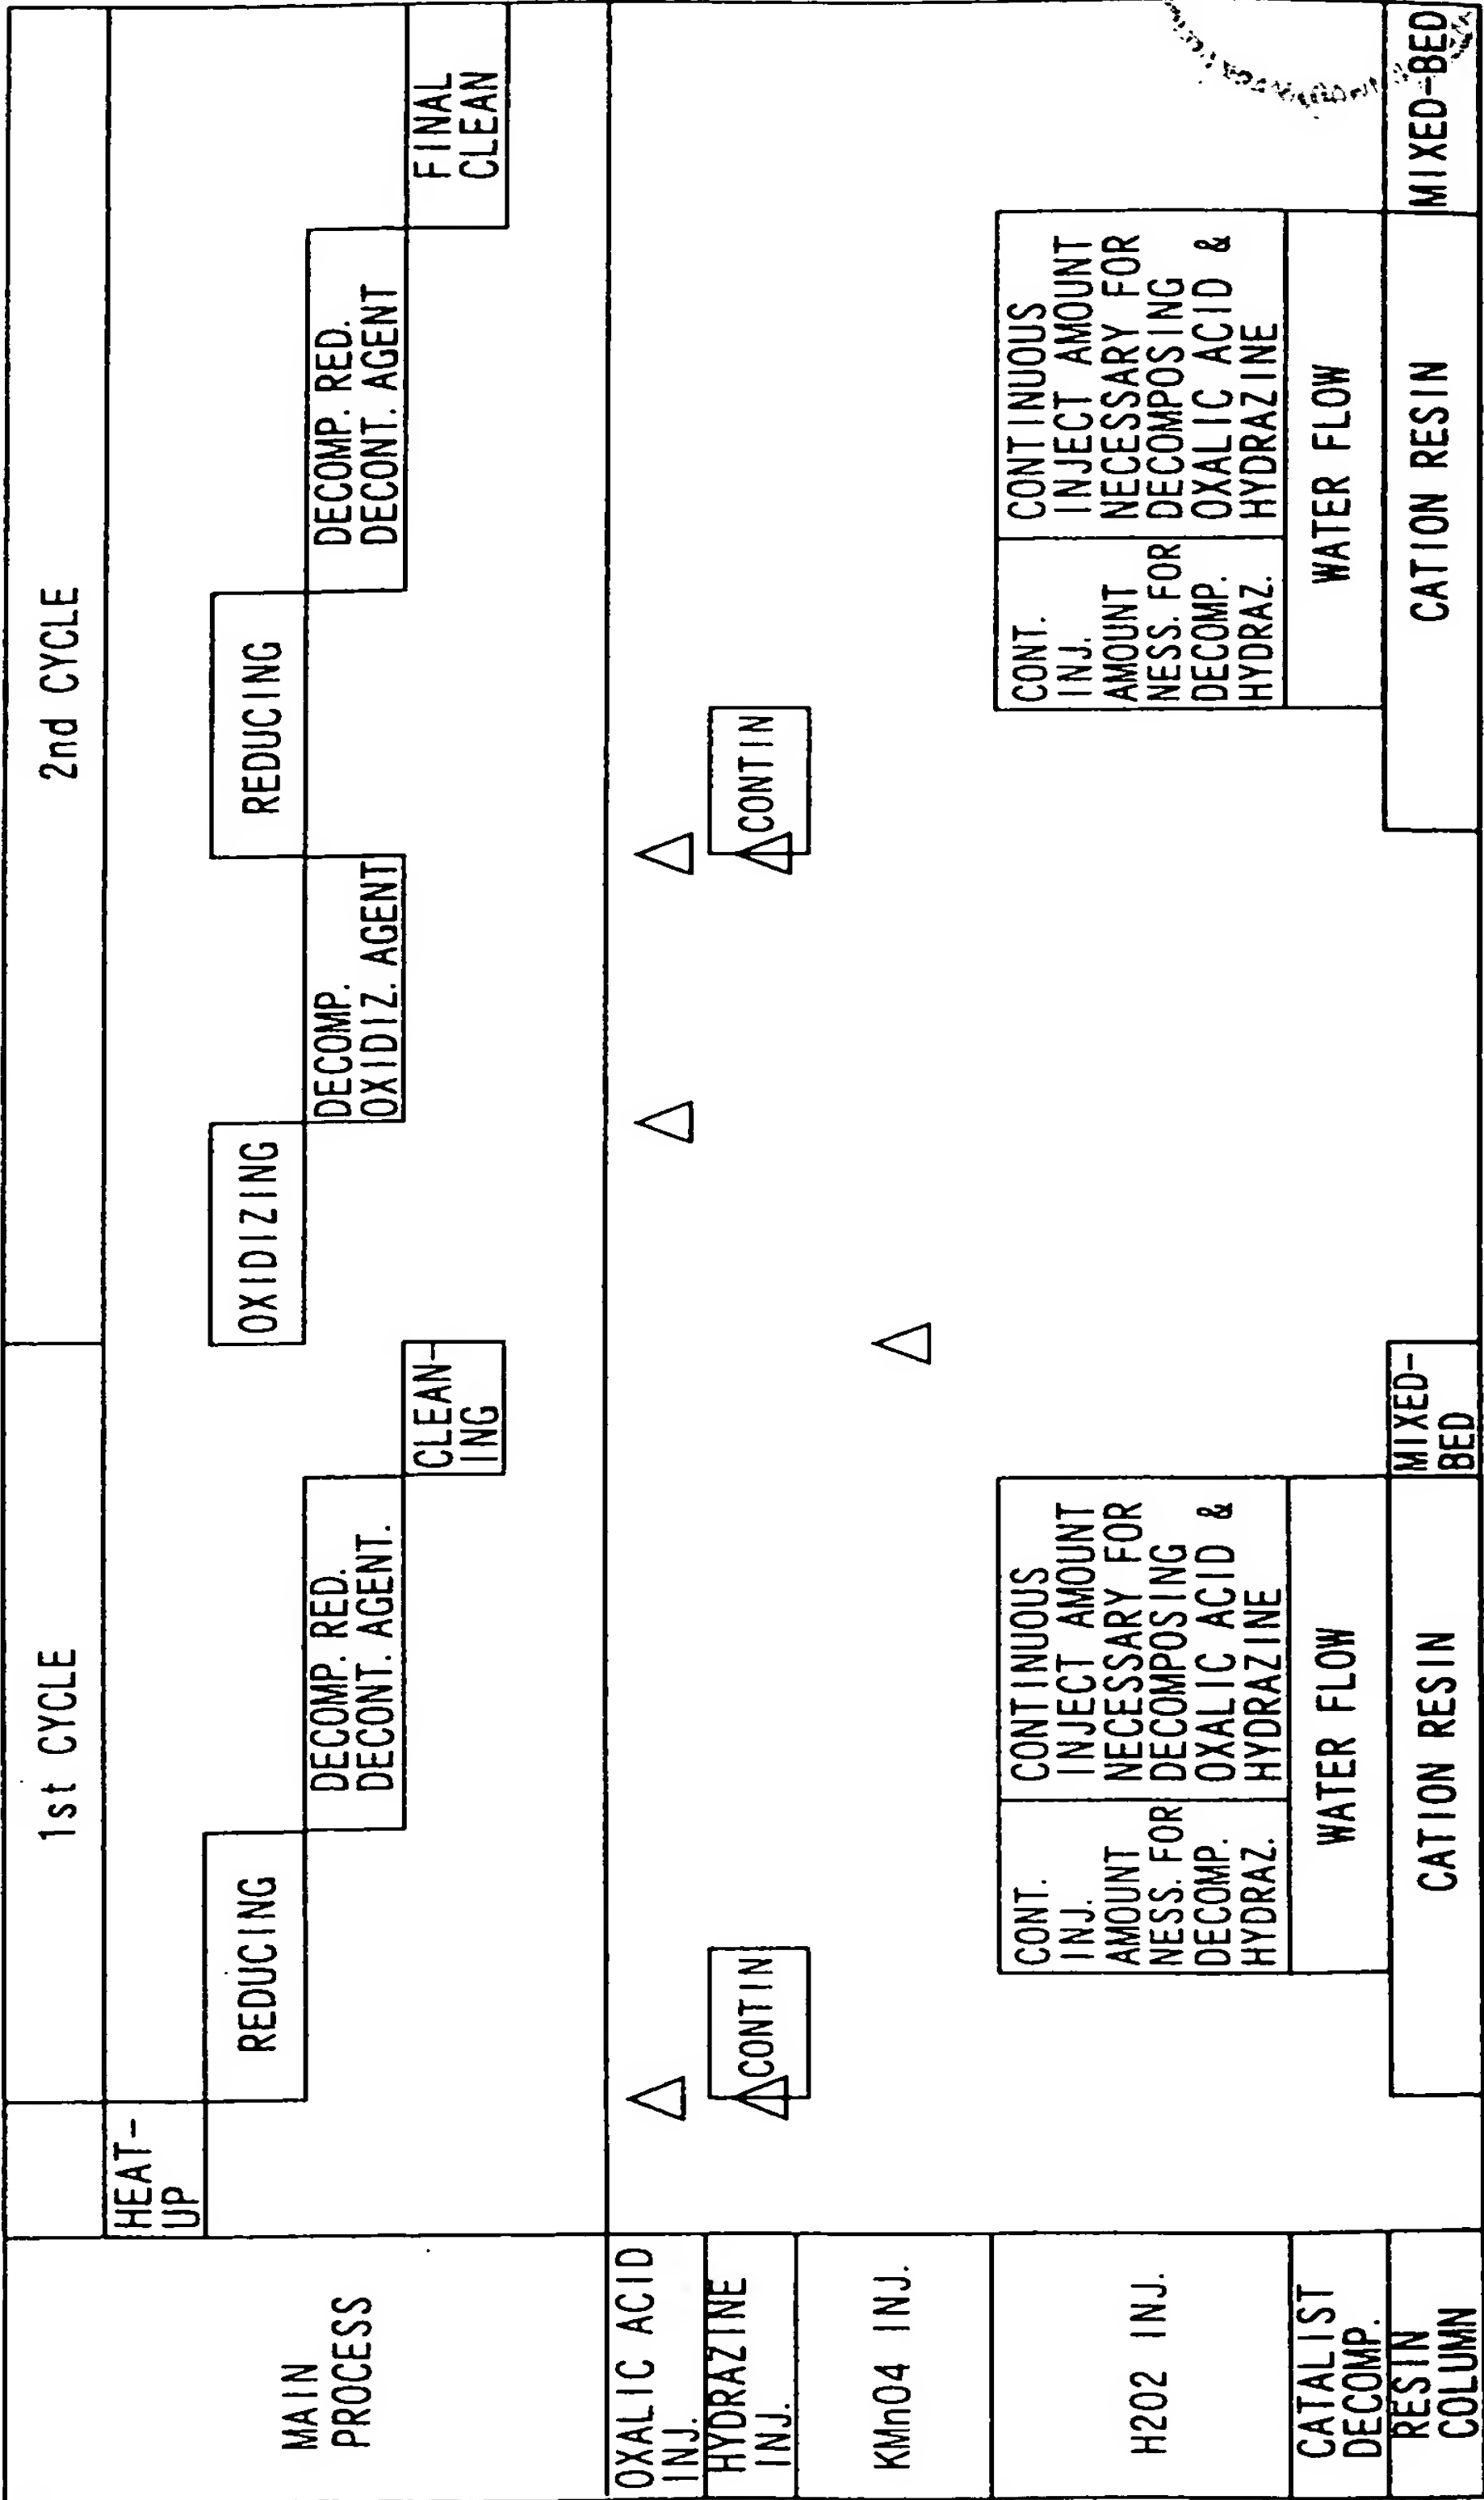 1st CYCLE
2nd CYCLE
MAIN
PROCESS
HEAT-
UP
REDUCING
DECOMP. RED.
DECONT. AGENT.
CLEAN-
ING
OXIDIZING
DECOMP.
OXIDIZ. AGENT
REDUCING
DECOMP. RED.
DECONT. AGENT
FINAL
CLEAN
OXALIC ACID
INJ.
HYDRAZINE
INJ.
CONTIN
CONTIN
KMnO4 INJ.
H2O2 INJ.
CONT.
INJ.
AMOUNT
NESS. FOR
DECOMP.
HYDRAZ.
CONTINUOUS
INJECT AMOUNT
NECESSARY FOR
DECOMPOSING
OXALIC ACID &
HYDRAZINE
CONT.
INJ.
AMOUNT
NESS. FOR
DECOMP.
HYDRAZ.
CONTINUOUS
INJECT AMOUNT
NECESSARY FOR
DECOMPOSING
OXALIC ACID &
HYDRAZINE
CATALIST
DECOMP.
WATER FLOW
WATER FLOW
RESIN
COLUMN
CATION RESIN
MIXED-
BED
CATION RESIN
MIXED-BED